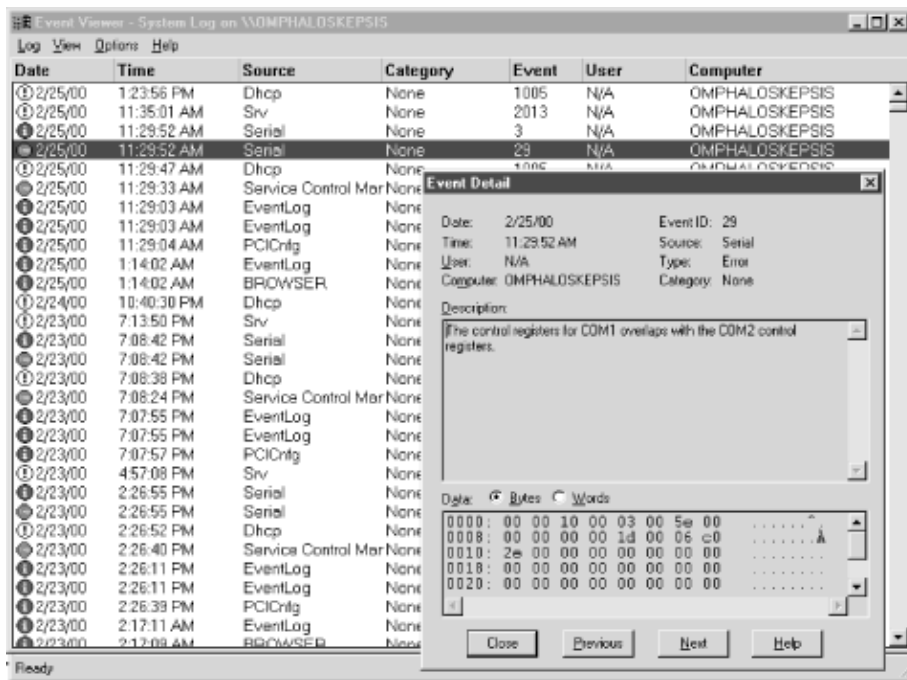 Event Viewer - System Log on \\OMPHALOSKEPSIS
Log View Options Help
Date Time Source Category Event User Computer
2/25/00 1:23:56 PM Dhcp None 1005 N/A OMPHALOSKEPSIS
2/25/00 11:35:01 AM Srv None 2013 N/A OMPHALOSKEPSIS
2/25/00 11:29:52 AM Serial None 3 N/A OMPHALOSKEPSIS
2/25/00 11:29:52 AM Serial None 29 N/A OMPHALOSKEPSIS
2/25/00 11:29:47 AM Dhcp None 1005 N/A OMPHALOSKEPSIS
2/25/00 11:29:33 AM Service Control Mar None
2/25/00 11:29:03 AM EventLog None
2/25/00 11:29:03 AM EventLog None
2/25/00 11:29:04 AM PCICnfg None
2/25/00 1:14:02 AM EventLog None
2/25/00 1:14:02 AM BROWSER None
2/24/00 10:40:30 PM Dhcp None
2/23/00 7:13:50 PM Srv None
2/23/00 7:08:42 PM Serial None
2/23/00 7:08:42 PM Serial None
2/23/00 7:08:38 PM Dhcp None
2/23/00 7:08:24 PM Service Control Mar None
2/23/00 7:07:55 PM EventLog None
2/23/00 7:07:55 PM EventLog None
2/23/00 7:07:57 PM PCICnfg None
2/23/00 4:57:08 PM Srv None
2/23/00 2:26:55 PM Serial None
2/23/00 2:26:55 PM Serial None
2/23/00 2:26:52 PM Dhcp None
2/23/00 2:26:40 PM Service Control Mar None
2/23/00 2:26:11 PM EventLog None
2/23/00 2:26:11 PM EventLog None
2/23/00 2:26:39 PM PCICnfg None
2/23/00 2:17:11 AM EventLog None
2/23/00 2:17:09 AM BROWSER None
Ready
Event Detail
Date: 2/25/00 Event ID: 29
Time: 11:29:52 AM Source: Serial
User: N/A Type: Error
Computer: OMPHALOSKEPSIS Category: None
Description:
The control registers for COM1 overlaps with the COM2 control
registers.
Data: Bytes Words
0000: 00 00 10 00 03 00 5e 00 ......^.
0008: 00 00 00 00 1d 00 06 c0 .......À
0010: 2e 00 00 00 00 00 00 00 ........
0018: 00 00 00 00 00 00 00 00 ........
0020: 00 00 00 00 00 00 00 00 ........
Close Previous Next Help